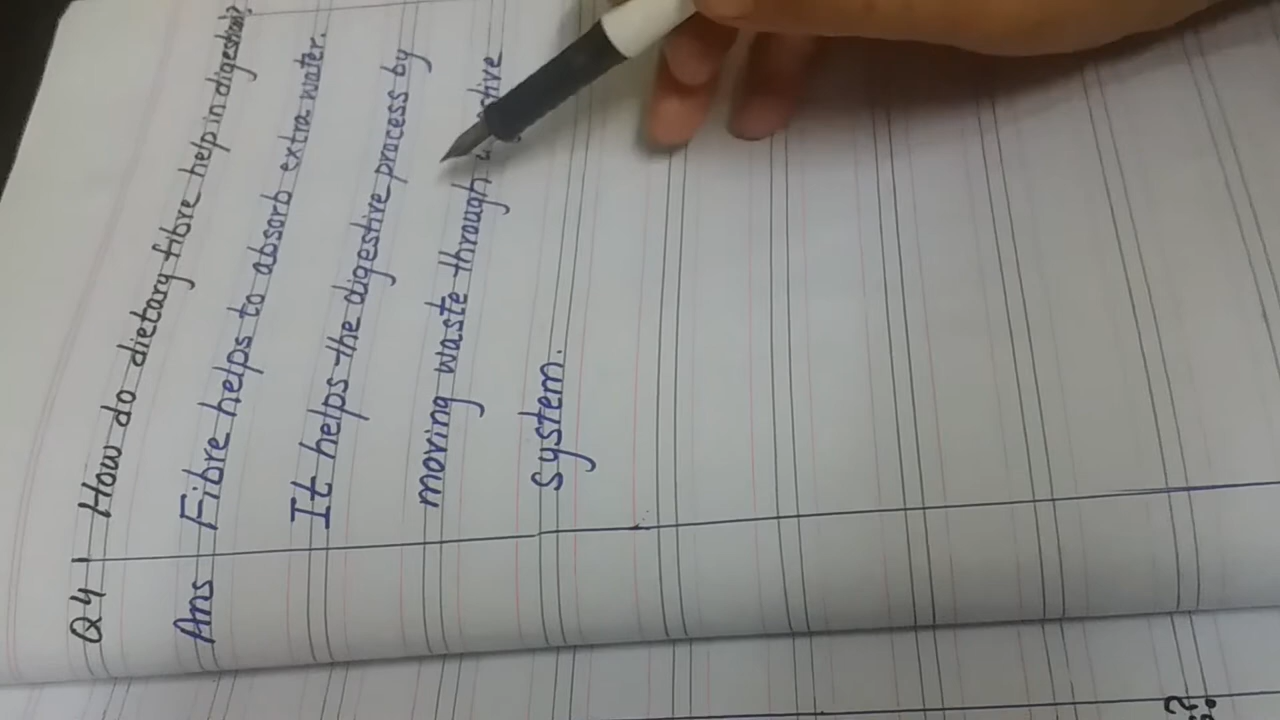 Q4 How do dietary fibre help in digestion?
Ans Fibre helps to absorb extra water.
It helps the digestive process by
moving waste through
system.
?